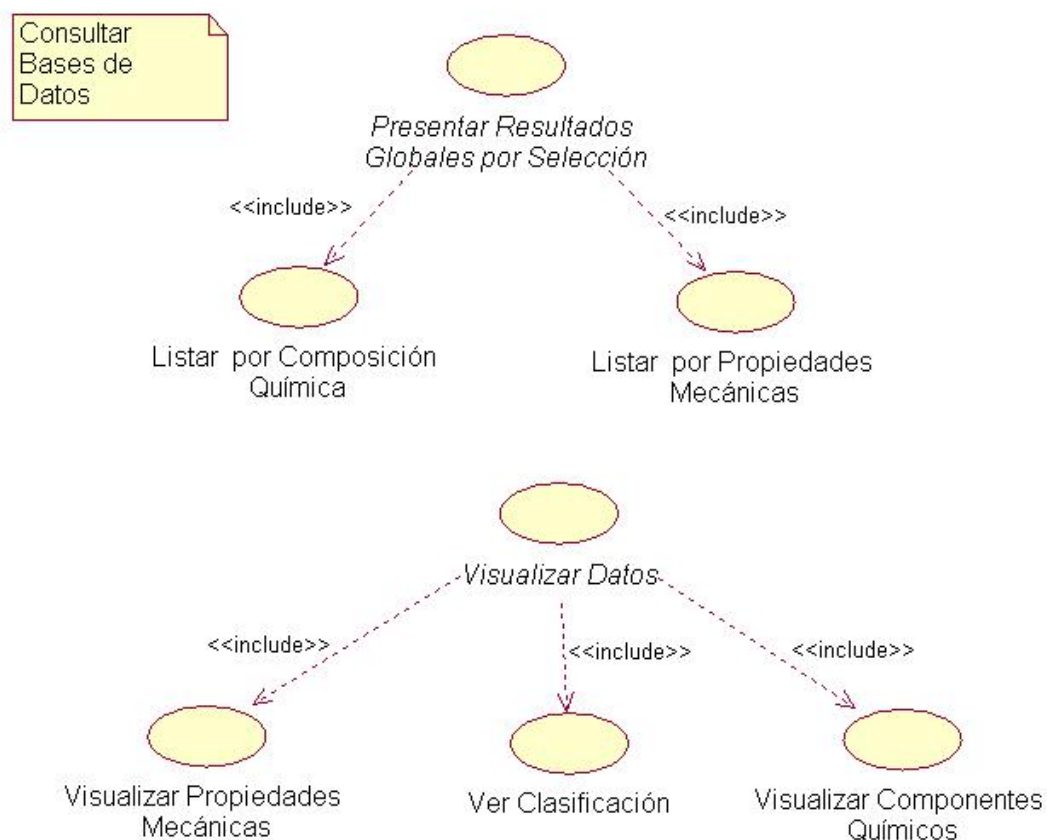 Consultar
Bases de
Datos
Presentar Resultados
Globales por Selección
<<include>>
<<include>>
Listar por Composición
Química
Listar por Propiedades
Mecánicas
Visualizar Datos
<<include>>
<<include>>
<<include>>
Visualizar Propiedades
Mecánicas
Ver Clasificación
Visualizar Componentes
Químicos